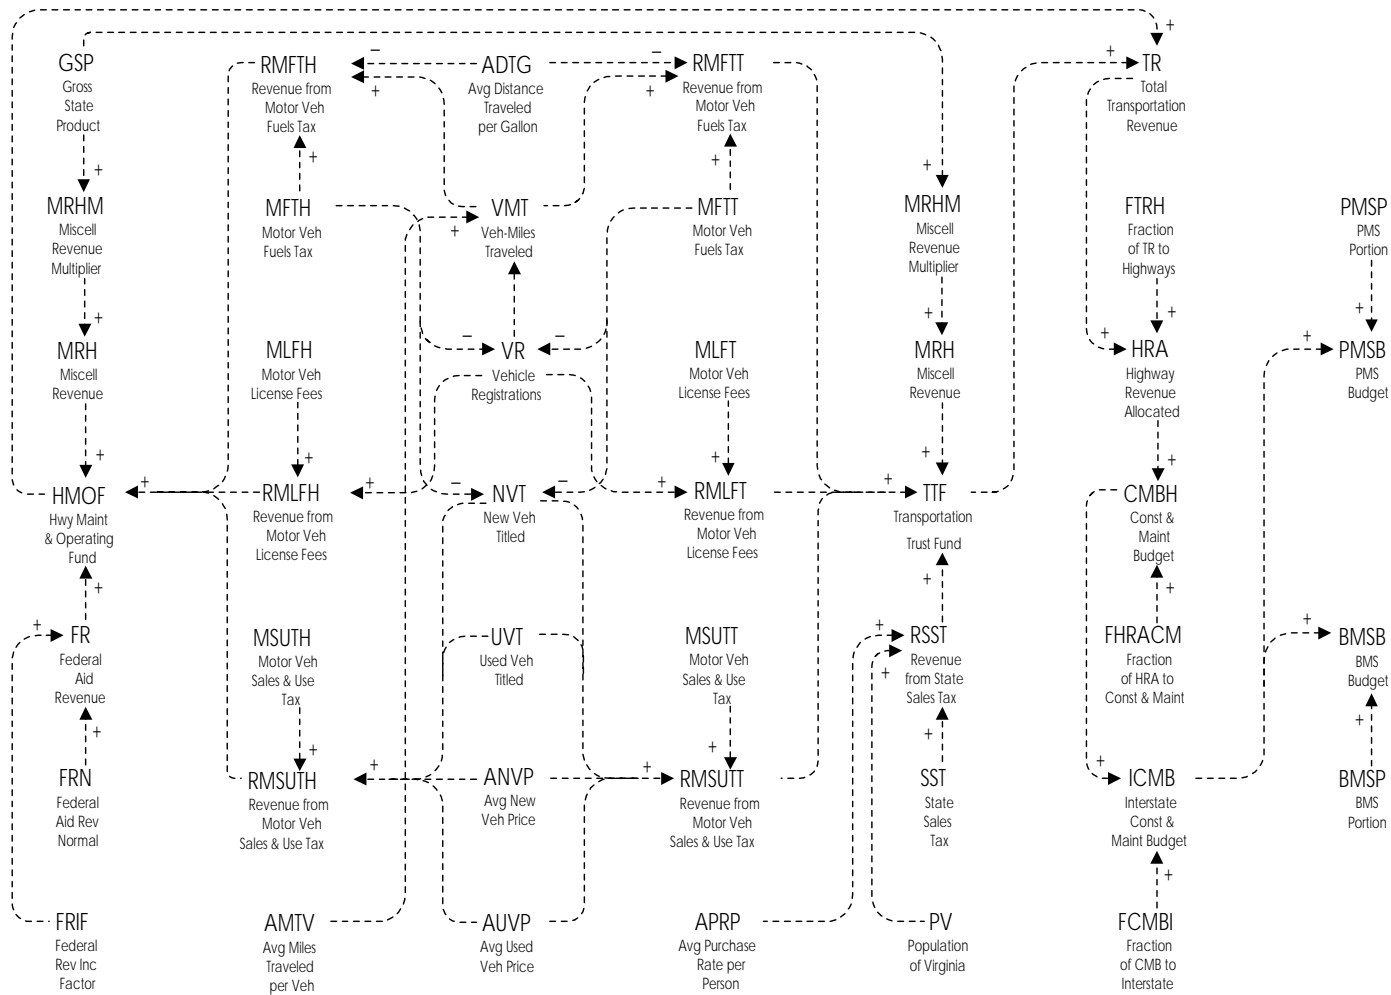 GSP
Gross
State
Product
RMFTH
Revenue from
Motor Veh
Fuels Tax
ADTG
Avg Distance
Traveled
per Gallon
RMFTT
Revenue from
Motor Veh
Fuels Tax
TR
Total
Transportation
Revenue
MRHM
Miscell
Revenue
Multiplier
MFTH
Motor Veh
Fuels Tax
VMT
Veh-Miles
Traveled
MFTT
Motor Veh
Fuels Tax
MRHM
Miscell
Revenue
Multiplier
FTRH
Fraction
of TR to
Highways
PMSP
PMS
Portion
MRH
Miscell
Revenue
MLFH
Motor Veh
License Fees
VR
Vehicle
Registrations
MLFT
Motor Veh
License Fees
MRH
Miscell
Revenue
HRA
Highway
Revenue
Allocated
PMSB
PMS
Budget
HMOF
Hwy Maint
& Operating
Fund
RMLFH
Revenue from
Motor Veh
License Fees
NVT
New Veh
Titled
RMLFT
Revenue from
Motor Veh
License Fees
TTF
Transportation
Trust Fund
CMBH
Const &
Maint
Budget
FR
Federal
Aid
Revenue
MSUTH
Motor Veh
Sales & Use
Tax
UVT
Used Veh
Titled
MSUTT
Motor Veh
Sales & Use
Tax
RSST
Revenue
from State
Sales Tax
FHRACM
Fraction
of HRA to
Const & Maint
BMSB
BMS
Budget
FRN
Federal
Aid Rev
Normal
RMSUTH
Revenue from
Motor Veh
Sales & Use Tax
ANVP
Avg New
Veh Price
RMSUTT
Revenue from
Motor Veh
Sales & Use Tax
SST
State
Sales
Tax
ICMB
Interstate
Const &
Maint Budget
BMSP
BMS
Portion
FRIF
Federal
Rev Inc
Factor
AMTV
Avg Miles
Traveled
per Veh
AUVP
Avg Used
Veh Price
APRP
Avg Purchase
Rate per
Person
PV
Population
of Virginia
FCMBI
Fraction
of CMB to
Interstate